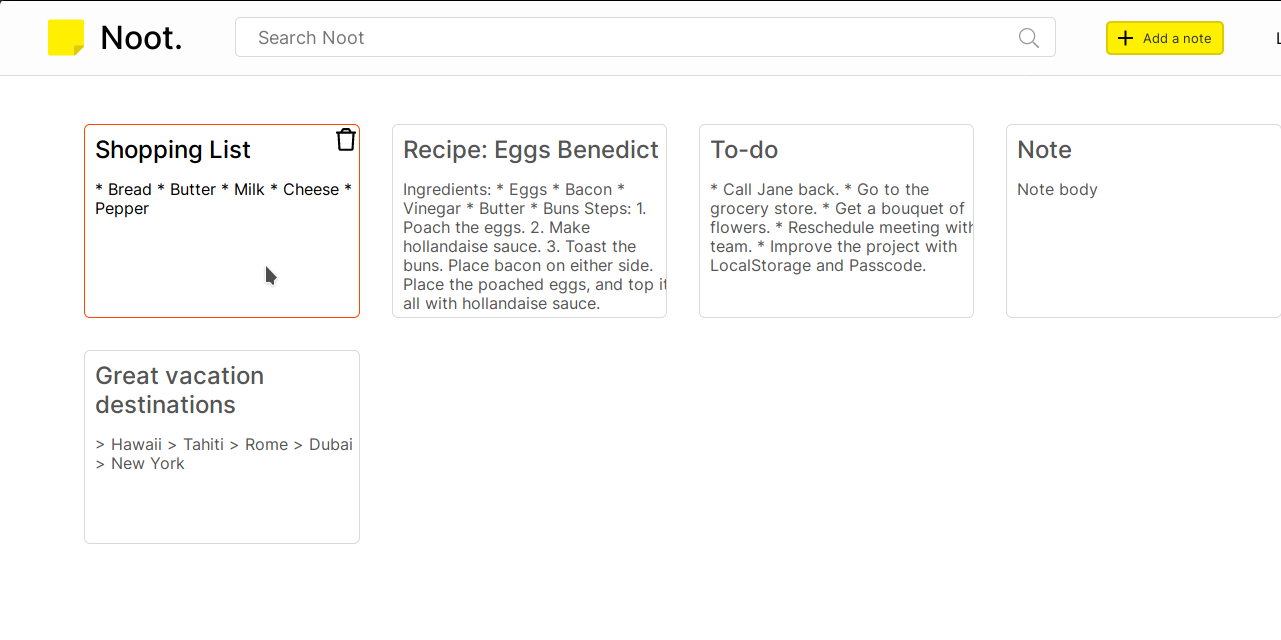 Noot.
Search Noot
Add a note
Shopping List
* Bread * Butter * Milk * Cheese *
Pepper
Recipe: Eggs Benedict
Ingredients: * Eggs * Bacon *
Vinegar * Butter * Buns Steps: 1.
Poach the eggs. 2. Make
hollandaise sauce. 3. Toast the
buns. Place bacon on either side.
Place the poached eggs, and top it
all with hollandaise sauce.
To-do
* Call Jane back. * Go to the
grocery store. * Get a bouquet of
flowers. * Reschedule meeting with
team. * Improve the project with
LocalStorage and Passcode.
Note
Note body
Great vacation
destinations
> Hawaii > Tahiti > Rome > Dubai
> New York